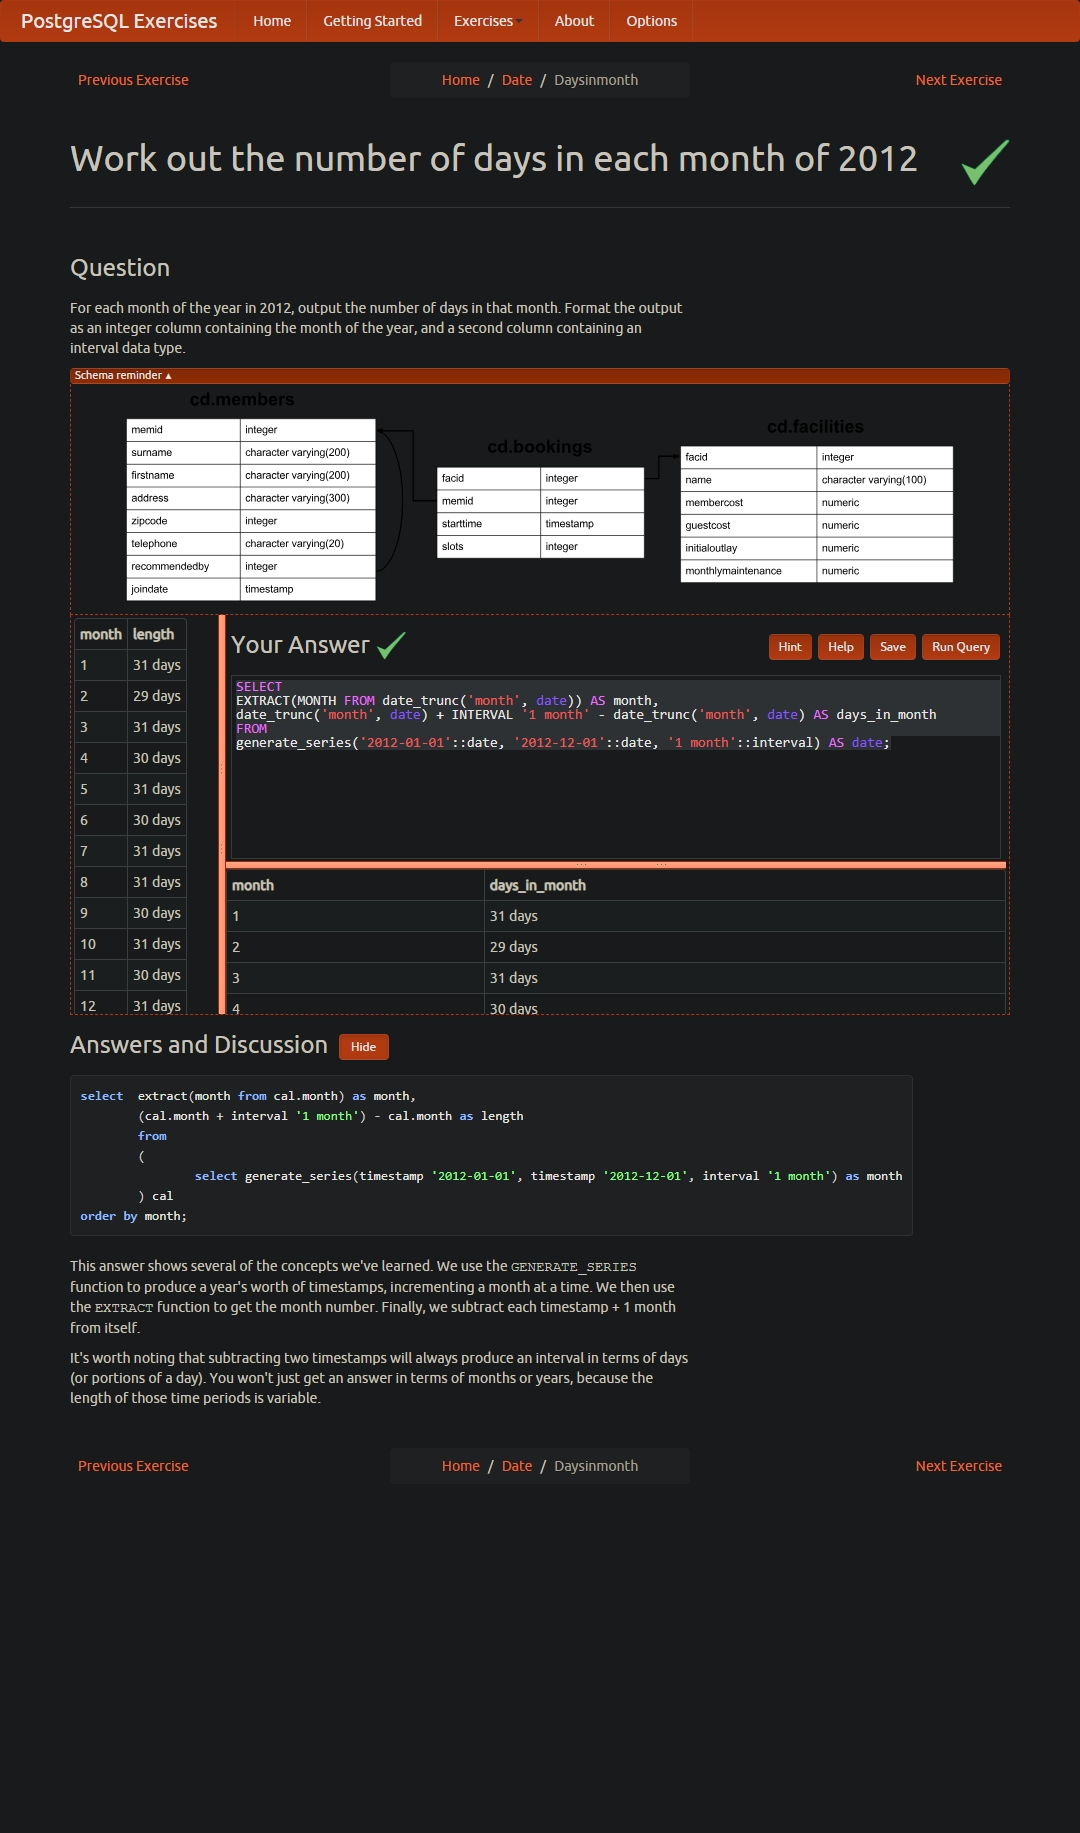 PostgreSQL Exercises Home Getting Started Exercises About Options
Previous Exercise Home / Date / Daysinmonth Next Exercise
Work out the number of days in each month of 2012
Question
For each month of the year in 2012, output the number of days in that month. Format the output
as an integer column containing the month of the year, and a second column containing an
interval data type.
Schema reminder ▴
cd.members
memid integer
surname character varying(200)
firstname character varying(200)
address character varying(300)
zipcode integer
telephone character varying(20)
recommendedby integer
joindate timestamp
cd.bookings
facid integer
memid integer
starttime timestamp
slots integer
cd.facilities
facid integer
name character varying(100)
membercost numeric
guestcost numeric
initialoutlay numeric
monthlymaintenance numeric
month length
1 31 days
2 29 days
3 31 days
4 30 days
5 31 days
6 30 days
7 31 days
8 31 days
9 30 days
10 31 days
11 30 days
12 31 days
Your Answer Hint Help Save Run Query
SELECT
EXTRACT(MONTH FROM date_trunc('month', date)) AS month,
date_trunc('month', date) + INTERVAL '1 month' - date_trunc('month', date) AS days_in_month
FROM
generate_series('2012-01-01'::date, '2012-12-01'::date, '1 month'::interval) AS date;
month days_in_month
1 31 days
2 29 days
3 31 days
4 30 days
Answers and Discussion Hide
select extract(month from cal.month) as month,
(cal.month + interval '1 month') - cal.month as length
from
(
select generate_series(timestamp '2012-01-01', timestamp '2012-12-01', interval '1 month') as month
) cal
order by month;
This answer shows several of the concepts we've learned. We use the GENERATE_SERIES
function to produce a year's worth of timestamps, incrementing a month at a time. We then use
the EXTRACT function to get the month number. Finally, we subtract each timestamp + 1 month
from itself.
It's worth noting that subtracting two timestamps will always produce an interval in terms of days
(or portions of a day). You won't just get an answer in terms of months or years, because the
length of those time periods is variable.
Previous Exercise Home / Date / Daysinmonth Next Exercise